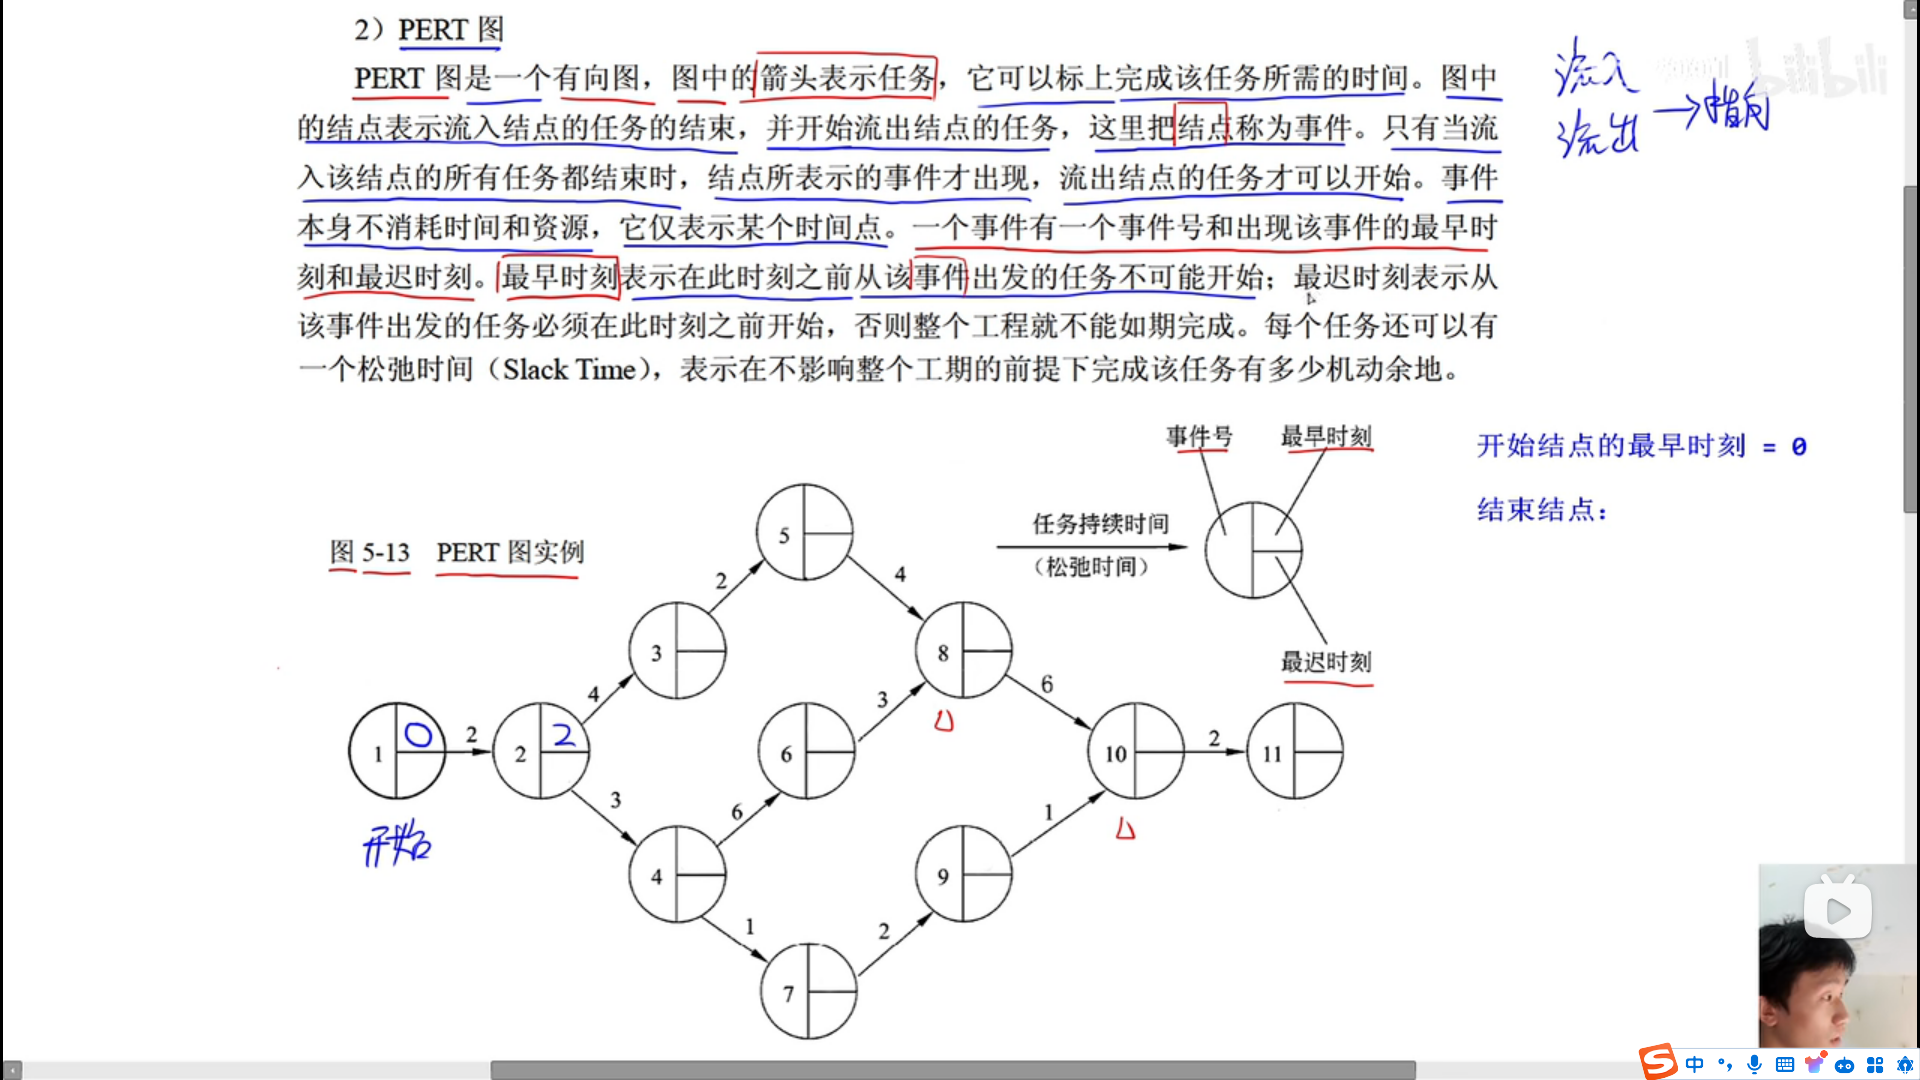 2）PERT 图
PERT 图是一个有向图，图中的箭头表示任务，它可以标上完成该任务所需的时间。图中
的结点表示流入结点的任务的结束，并开始流出结点的任务，这里把结点称为事件。只有当流
入该结点的所有任务都结束时，结点所表示的事件才出现，流出结点的任务才可以开始。事件
本身不消耗时间和资源，它仅表示某个时间点。一个事件有一个事件号和出现该事件的最早时
刻和最迟时刻。最早时刻表示在此时刻之前从该事件出发的任务不可能开始；最迟时刻表示从
该事件出发的任务必须在此时刻之前开始，否则整个工程就不能如期完成。每个任务还可以有
一个松弛时间（Slack Time），表示在不影响整个工期的前提下完成该任务有多少机动余地。
流入
流出
→指向
bilibili
事件号
最早时刻
开始结点的最早时刻 = 0
结束结点：
任务持续时间
（松弛时间）
最迟时刻
图 5-13 PERT 图实例
5
2
4
3
8
4
3
6
1
0
2
2
2
6
10
2
11
3
6
1
开始
4
9
1
2
7
中